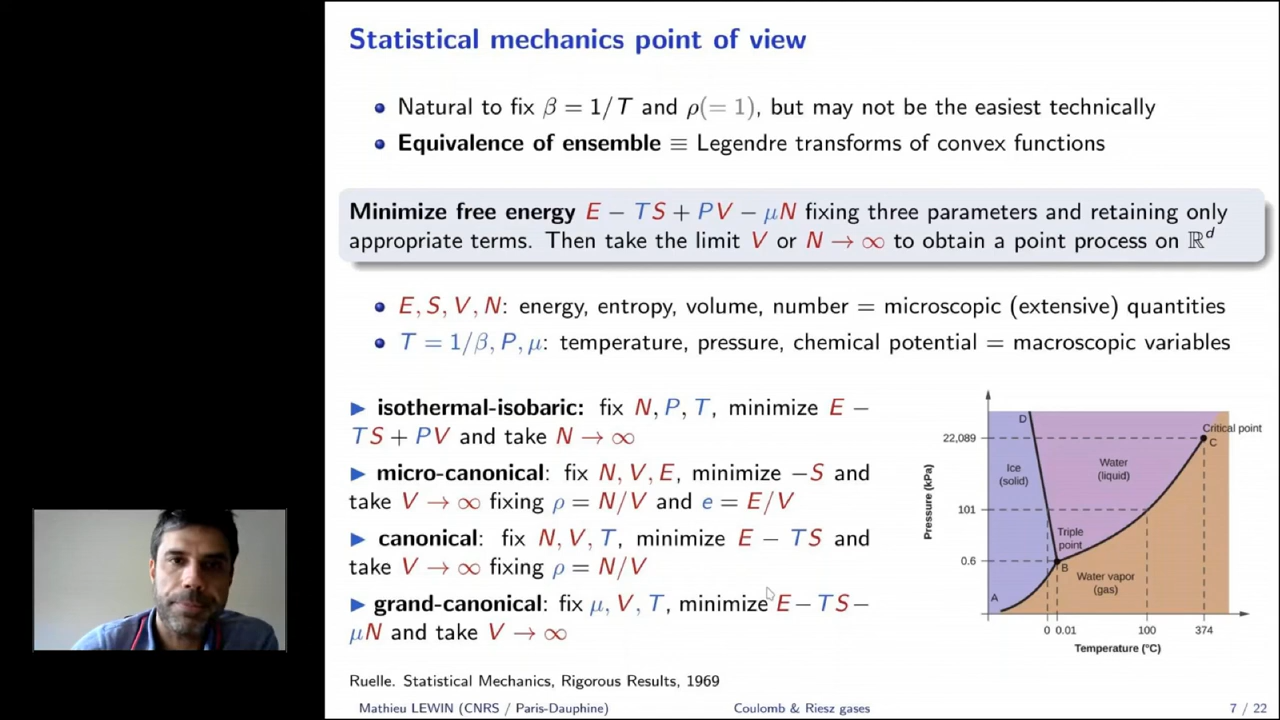 Statistical mechanics point of view
Natural to fix β = 1/T and ρ(= 1), but may not be the easiest technically
Equivalence of ensemble ≡ Legendre transforms of convex functions
Minimize free energy E − TS + PV − μN fixing three parameters and retaining only
appropriate terms. Then take the limit V or N → ∞ to obtain a point process on ℝᵈ
E, S, V, N: energy, entropy, volume, number = microscopic (extensive) quantities
T = 1/β, P, μ: temperature, pressure, chemical potential = macroscopic variables
▶ isothermal-isobaric: fix N, P, T, minimize E −
TS + PV and take N → ∞
▶ micro-canonical: fix N, V, E, minimize −S and
take V → ∞ fixing ρ = N/V and e = E/V
▶ canonical: fix N, V, T, minimize E − TS and
take V → ∞ fixing ρ = N/V
▶ grand-canonical: fix μ, V, T, minimize E − TS −
μN and take V → ∞
Pressure (kPa)
22,089
101
0.6
D
Critical point
C
Ice
(solid)
Water
(liquid)
Triple
point
B
Water vapor
(gas)
A
0 0.01 100 374
Temperature (°C)
Ruelle. Statistical Mechanics, Rigorous Results, 1969
Mathieu LEWIN (CNRS / Paris-Dauphine) Coulomb & Riesz gases 7 / 22